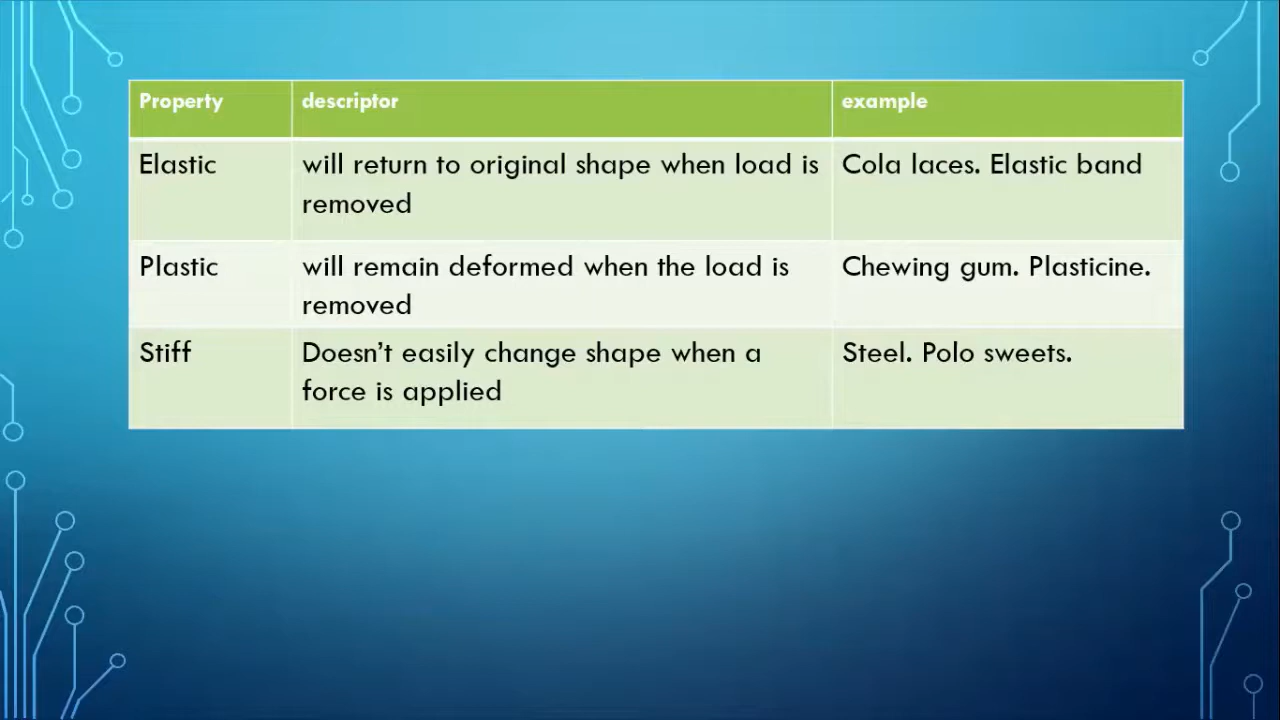 Property descriptor example
Elastic will return to original shape when load is Cola laces. Elastic band
removed
Plastic will remain deformed when the load is Chewing gum. Plasticine.
removed
Stiff Doesn’t easily change shape when a Steel. Polo sweets.
force is applied